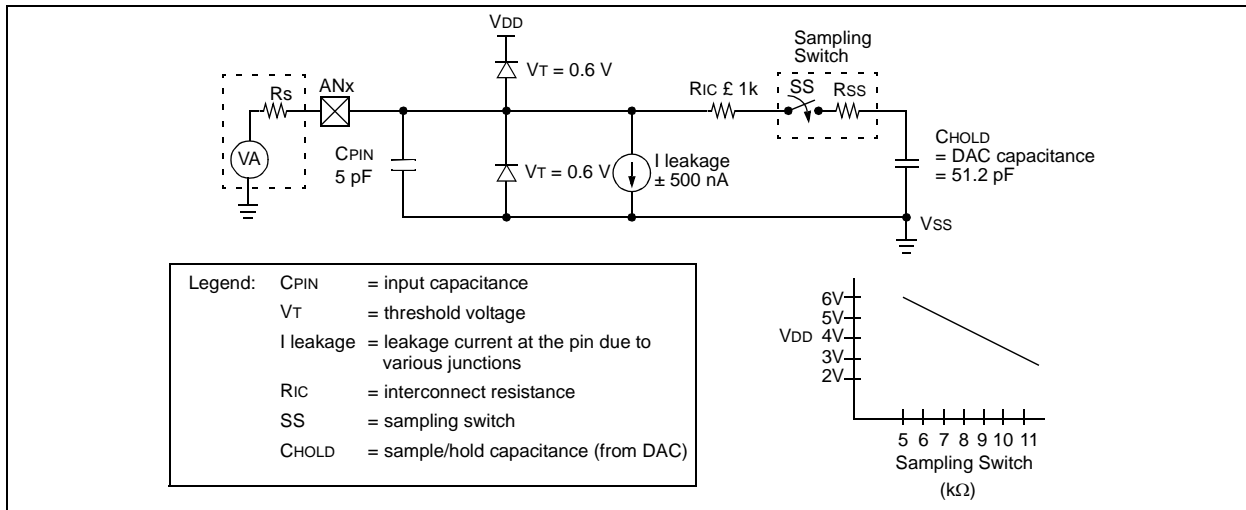 VDD
Sampling
Switch
VT = 0.6 V
Rs
ANx
RIC £ 1k
SS
RSS
VA
CPIN
5 pF
VT = 0.6 V
I leakage
± 500 nA
CHOLD
= DAC capacitance
= 51.2 pF
VSS
Legend: CPIN = input capacitance
VT = threshold voltage
I leakage = leakage current at the pin due to
various junctions
RIC = interconnect resistance
SS = sampling switch
CHOLD = sample/hold capacitance (from DAC)
6V
5V
VDD 4V
3V
2V
5 6 7 8 9 10 11
Sampling Switch
(kΩ)